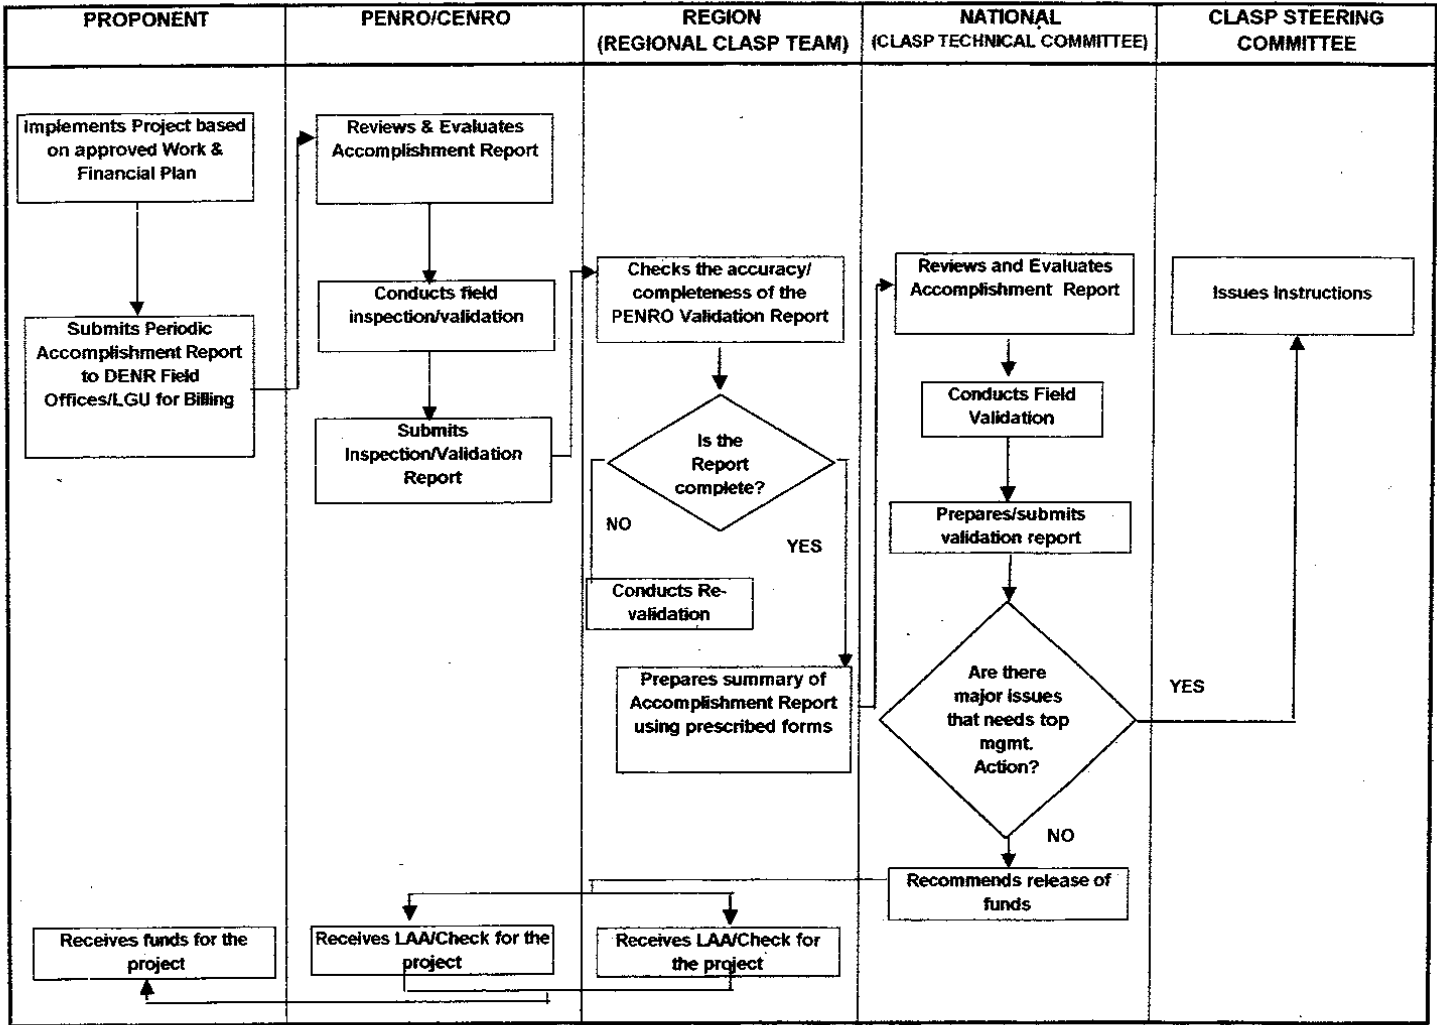 PROPONENT
PENRO/CENRO
REGION
(REGIONAL CLASP TEAM)
NATIONAL
(CLASP TECHNICAL COMMITTEE)
CLASP STEERING
COMMITTEE
Implements Project based
on approved Work &
Financial Plan
Submits Periodic
Accomplishment Report
to DENR Field
Offices/LGU for Billing
Reviews & Evaluates
Accomplishment Report
Conducts field
inspection/validation
Submits
Inspection/Validation
Report
Checks the accuracy/
completeness of the
PENRO Validation Report
Is the
Report
complete?
NO
YES
Conducts Re-
validation
Prepares summary of
Accomplishment Report
using prescribed forms
Reviews and Evaluates
Accomplishment Report
Conducts Field
Validation
Prepares/submits
validation report
Are there
major issues
that needs top
mgmt.
Action?
YES
NO
Issues Instructions
Recommends release of
funds
Receives funds for the
project
Receives LAA/Check for the
project
Receives LAA/Check for
the project